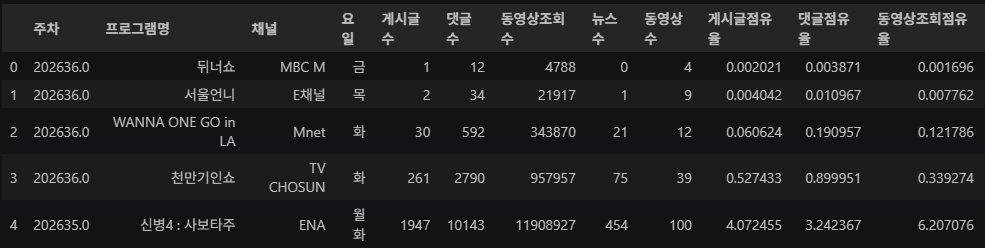 주차 프로그램명 채널 요일 게시글수 댓글수 동영상조회수 뉴스수 동영상수 게시글점유율 댓글점유율 동영상조회점유율
0 202636.0 뒤너쇼 MBC M 금 1 12 4788 0 4 0.002021 0.003871 0.001696
1 202636.0 서울언니 E채널 목 2 34 21917 1 9 0.004042 0.010967 0.007762
2 202636.0 WANNA ONE GO in LA Mnet 화 30 592 343870 21 12 0.060624 0.190957 0.121786
3 202636.0 천만기인쇼 TV CHOSUN 화 261 2790 957957 75 39 0.527433 0.899951 0.339274
4 202635.0 신병4 : 사보타주 ENA 월화 1947 10143 11908927 454 100 4.072455 3.242367 6.207076